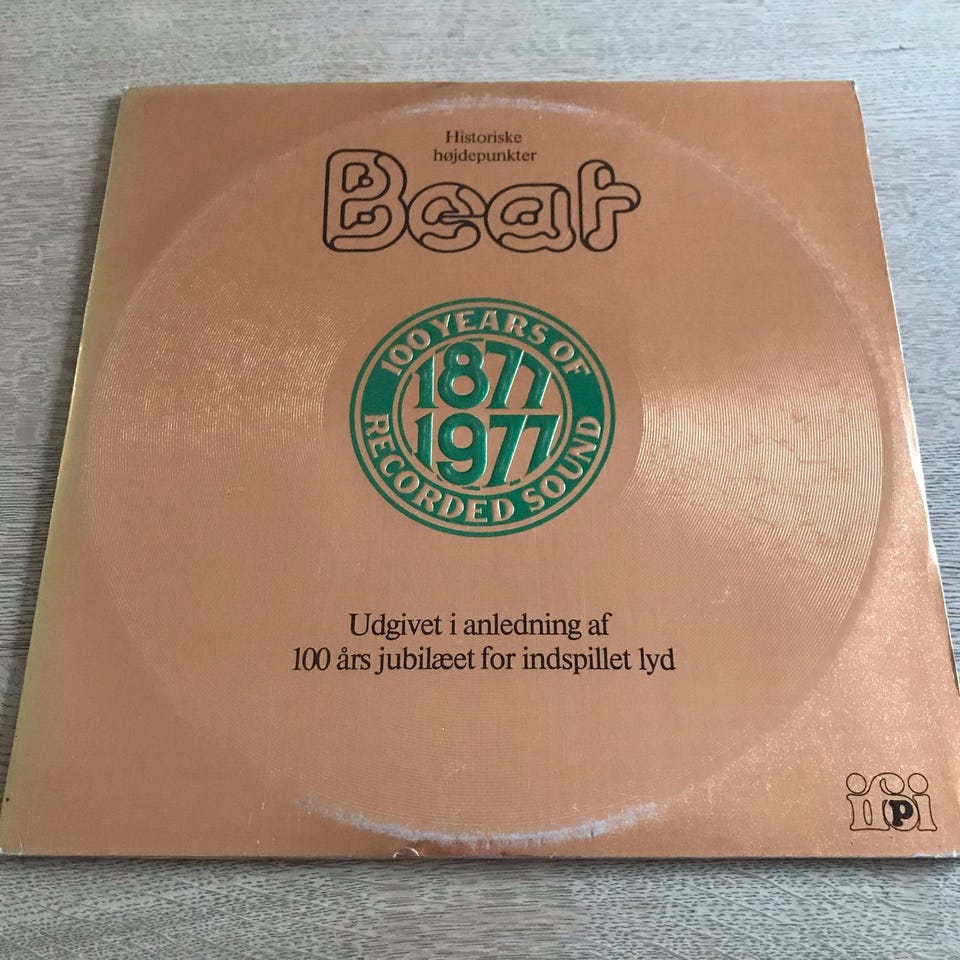 Historiske
højdepunkter
Beat
100 YEARS OF
1877
1977
RECORDED SOUND
Udgivet i anledning af
100 års jubilæet for indspillet lyd
ifpi